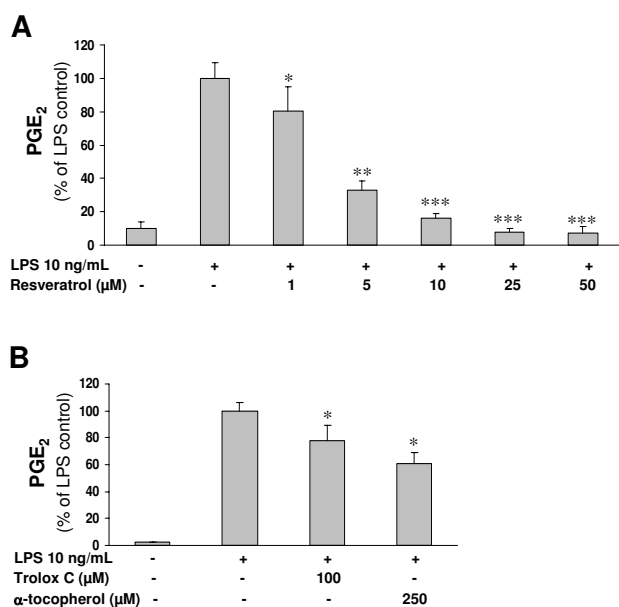 A
PGE2
(% of LPS control)
120
100
80
60
40
20
0
*
**
***
***
***
LPS 10 ng/mL - + + + + + +
Resveratrol (µM) - - 1 5 10 25 50
B
PGE2
(% of LPS control)
120
100
80
60
40
20
0
*
*
LPS 10 ng/mL - + + +
Trolox C (µM) - - 100 -
α-tocopherol (µM) - - - 250